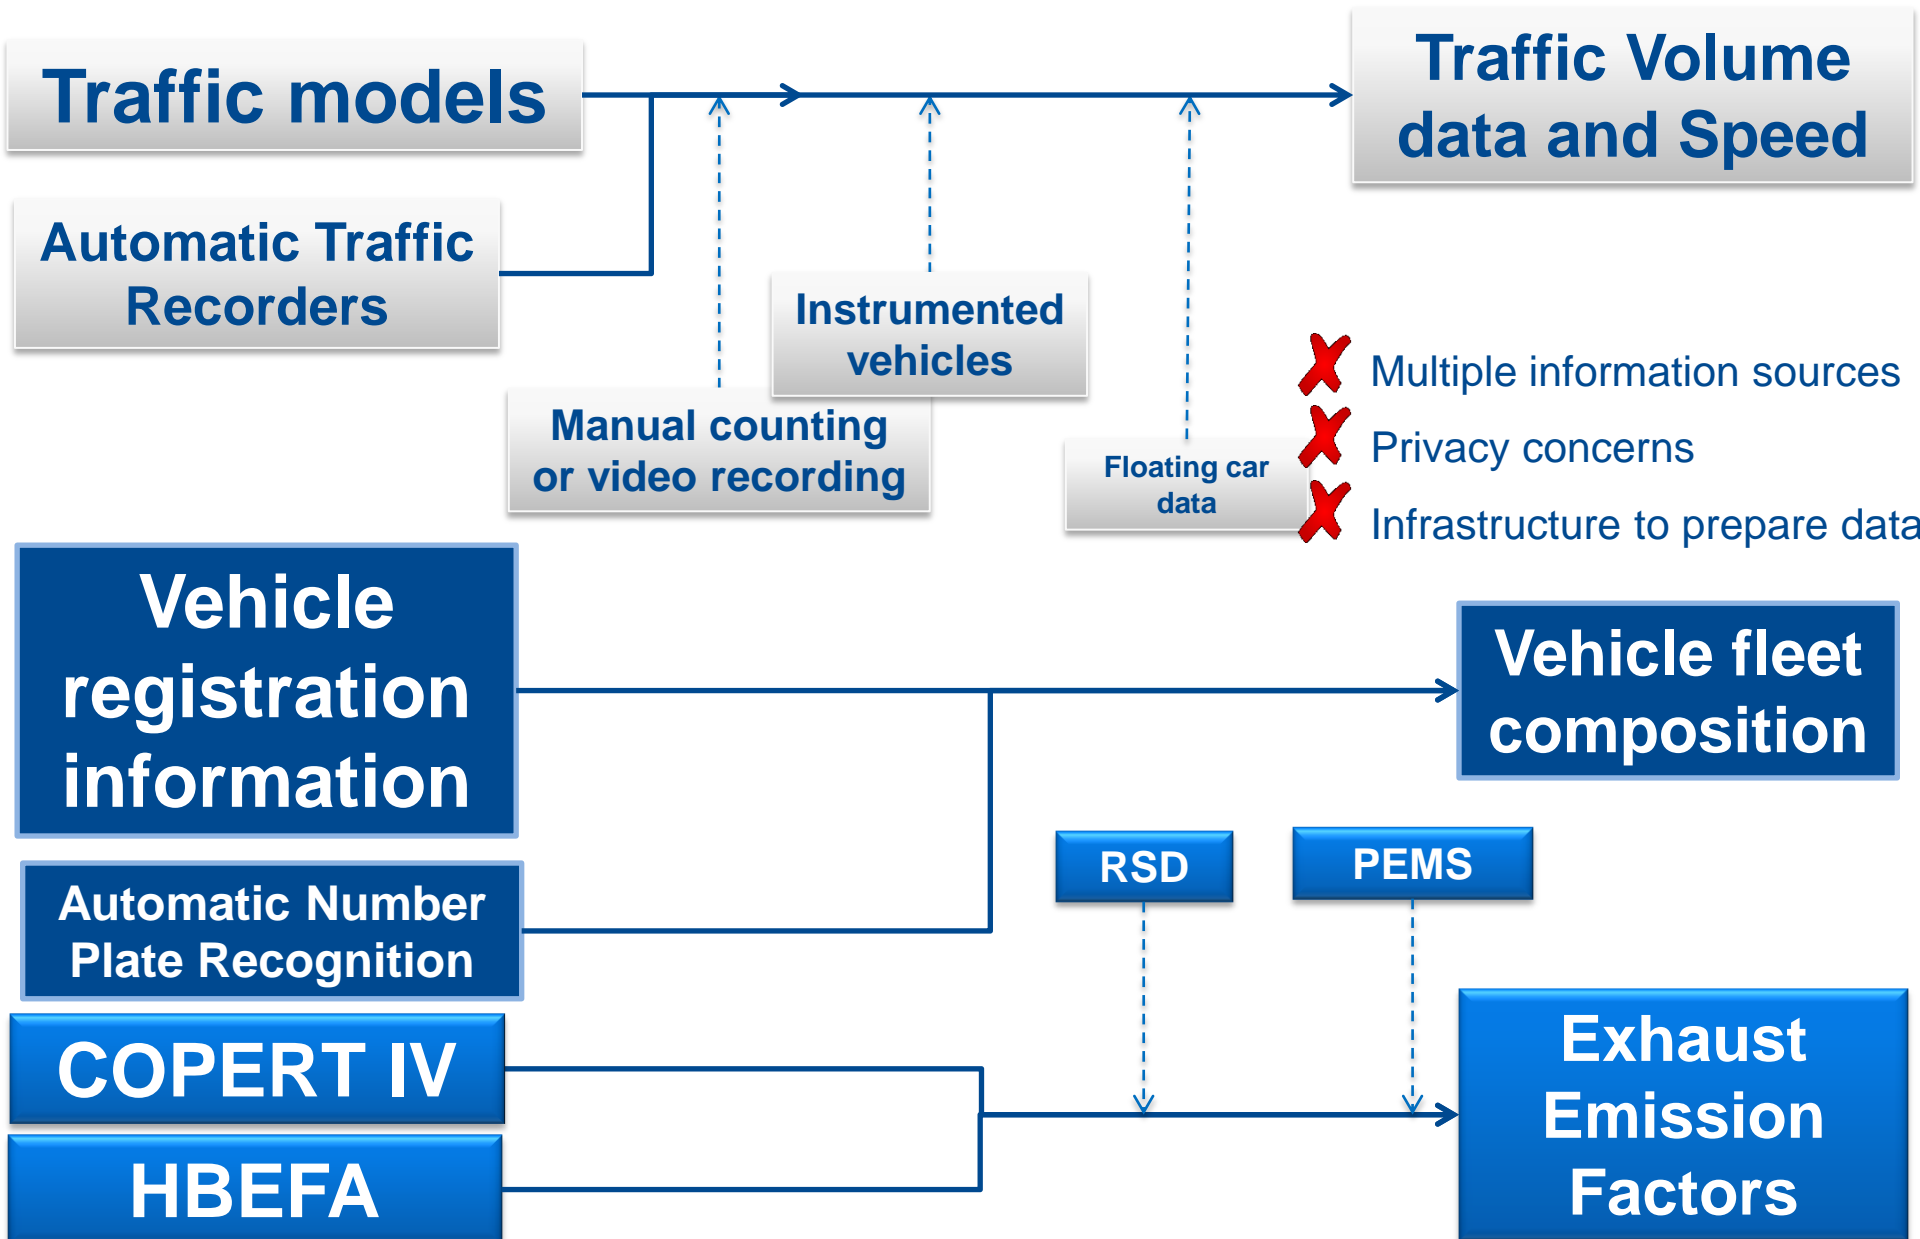 Traffic models
Traffic Volume
data and Speed
Automatic Traffic
Recorders
Instrumented
vehicles
Manual counting
or video recording
Floating car
data
Multiple information sources
Privacy concerns
Infrastructure to prepare data
Vehicle
registration
information
Vehicle fleet
composition
Automatic Number
Plate Recognition
RSD
PEMS
COPERT IV
HBEFA
Exhaust
Emission
Factors